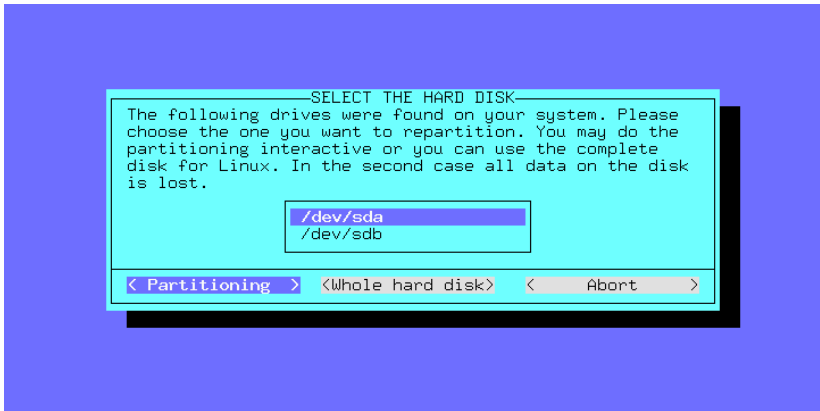 SELECT THE HARD DISK
The following drives were found on your system. Please
choose the one you want to repartition. You may do the
partitioning interactive or you can use the complete
disk for Linux. In the second case all data on the disk
is lost.
/dev/sda
/dev/sdb
< Partitioning > <Whole hard disk> < Abort >